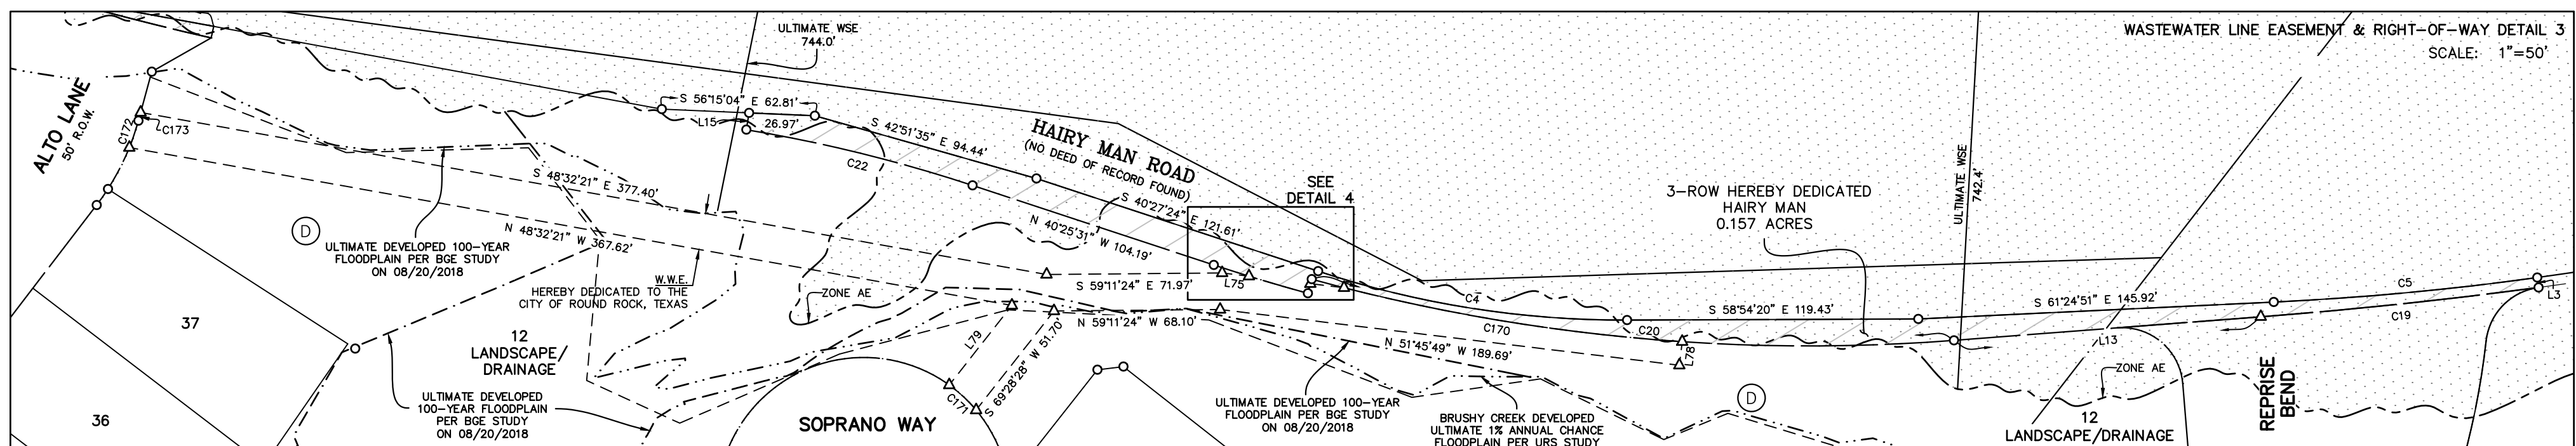 WASTEWATER LINE EASEMENT & RIGHT-OF-WAY DETAIL 3
SCALE: 1"=50'
ULTIMATE WSE
744.0'
ALTO LANE
50' R.O.W.
C172
C173
S 56°15'04" E 62.81'
L15
26.97'
S 42°51'35" E 94.44'
C22
HAIRY MAN ROAD
(NO DEED OF RECORD FOUND)
S 48°32'21" E 377.40'
N 48°32'21" W 367.62'
S 40°27'24" E 121.61'
N 40°25'31" W 104.19'
SEE
DETAIL 4
3-ROW HEREBY DEDICATED
HAIRY MAN
0.157 ACRES
ULTIMATE WSE
742.4'
D
ULTIMATE DEVELOPED 100-YEAR
FLOODPLAIN PER BGE STUDY
ON 08/20/2018
W.W.E.
HEREBY DEDICATED TO THE
CITY OF ROUND ROCK, TEXAS
ZONE AE
S 59°11'24" E 71.97'
L75
N 59°11'24" W 68.10'
C4
C170
C20
S 58°54'20" E 119.43'
S 61°24'51" E 145.92'
C5
L3
C19
L13
L78
N 51°45'49" W 189.69'
L79
S 69°28'28" W 51.70'
C171
37
36
12
LANDSCAPE/
DRAINAGE
ULTIMATE DEVELOPED
100-YEAR FLOODPLAIN
PER BGE STUDY
ON 08/20/2018
SOPRANO WAY
ULTIMATE DEVELOPED 100-YEAR
FLOODPLAIN PER BGE STUDY
ON 08/20/2018
BRUSHY CREEK DEVELOPED
ULTIMATE 1% ANNUAL CHANCE
FLOODPLAIN PER URS STUDY
D
ZONE AE
12
LANDSCAPE/DRAINAGE
REPRISE
BEND